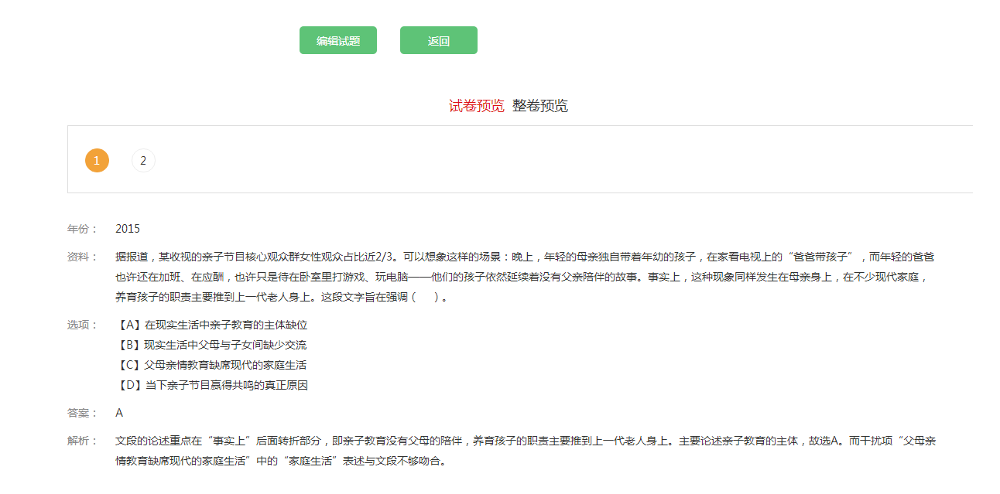 编辑试题 返回
试卷预览 整卷预览
1 2
年份： 2015
资料： 据报道，某收视的亲子节目核心观众群女性观众占比近2/3。可以想象这样的场景：晚上，年轻的母亲独自带着年幼的孩子，在家看电视上的“爸爸带孩子”，而年轻的爸爸
也许还在加班、在应酬，也许只是待在卧室里打游戏、玩电脑——他们的孩子依然延续着没有父亲陪伴的故事。事实上，这种现象同样发生在母亲身上，在不少现代家庭，
养育孩子的职责主要推到上一代老人身上。这段文字旨在强调（ ）。
选项： 【A】在现实生活中亲子教育的主体缺位
【B】现实生活中父母与子女间缺少交流
【C】父母亲情教育缺席现代的家庭生活
【D】当下亲子节目赢得共鸣的真正原因
答案： A
解析： 文段的论述重点在“事实上”后面转折部分，即亲子教育没有父母的陪伴，养育孩子的职责主要推到上一代老人身上。主要论述亲子教育的主体，故选A。而干扰项“父母亲
情教育缺席现代的家庭生活”中的“家庭生活”表述与文段不够吻合。